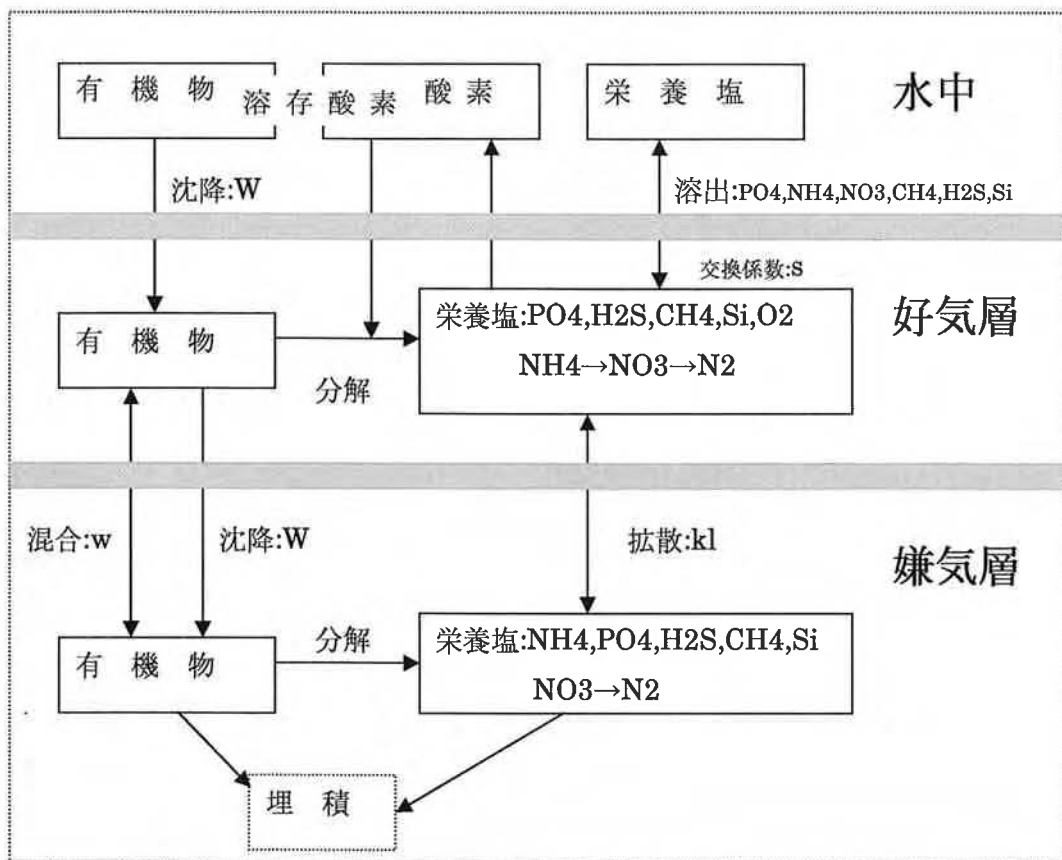 有 機 物
溶 存 酸 素
酸 素
栄 養 塩
水中
沈降:W
溶出:PO4,NH4,NO3,CH4,H2S,Si
交換係数:s
有 機 物
分解
栄養塩:PO4,H2S,CH4,Si,O2
NH4→NO3→N2
好気層
混合:w
沈降:W
拡散:kl
嫌気層
有 機 物
分解
栄養塩:NH4,PO4,H2S,CH4,Si
NO3→N2
埋 積